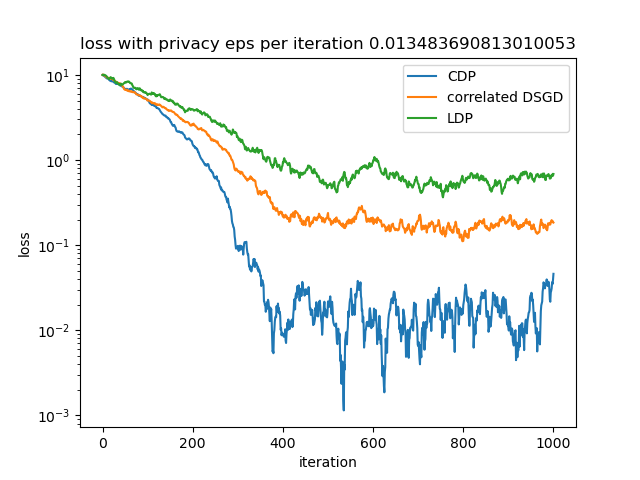 loss with privacy eps per iteration 0.013483690813010053
CDP
correlated DSGD
LDP
10¹
10⁰
10⁻¹
10⁻²
10⁻³
loss
0 200 400 600 800 1000
iteration